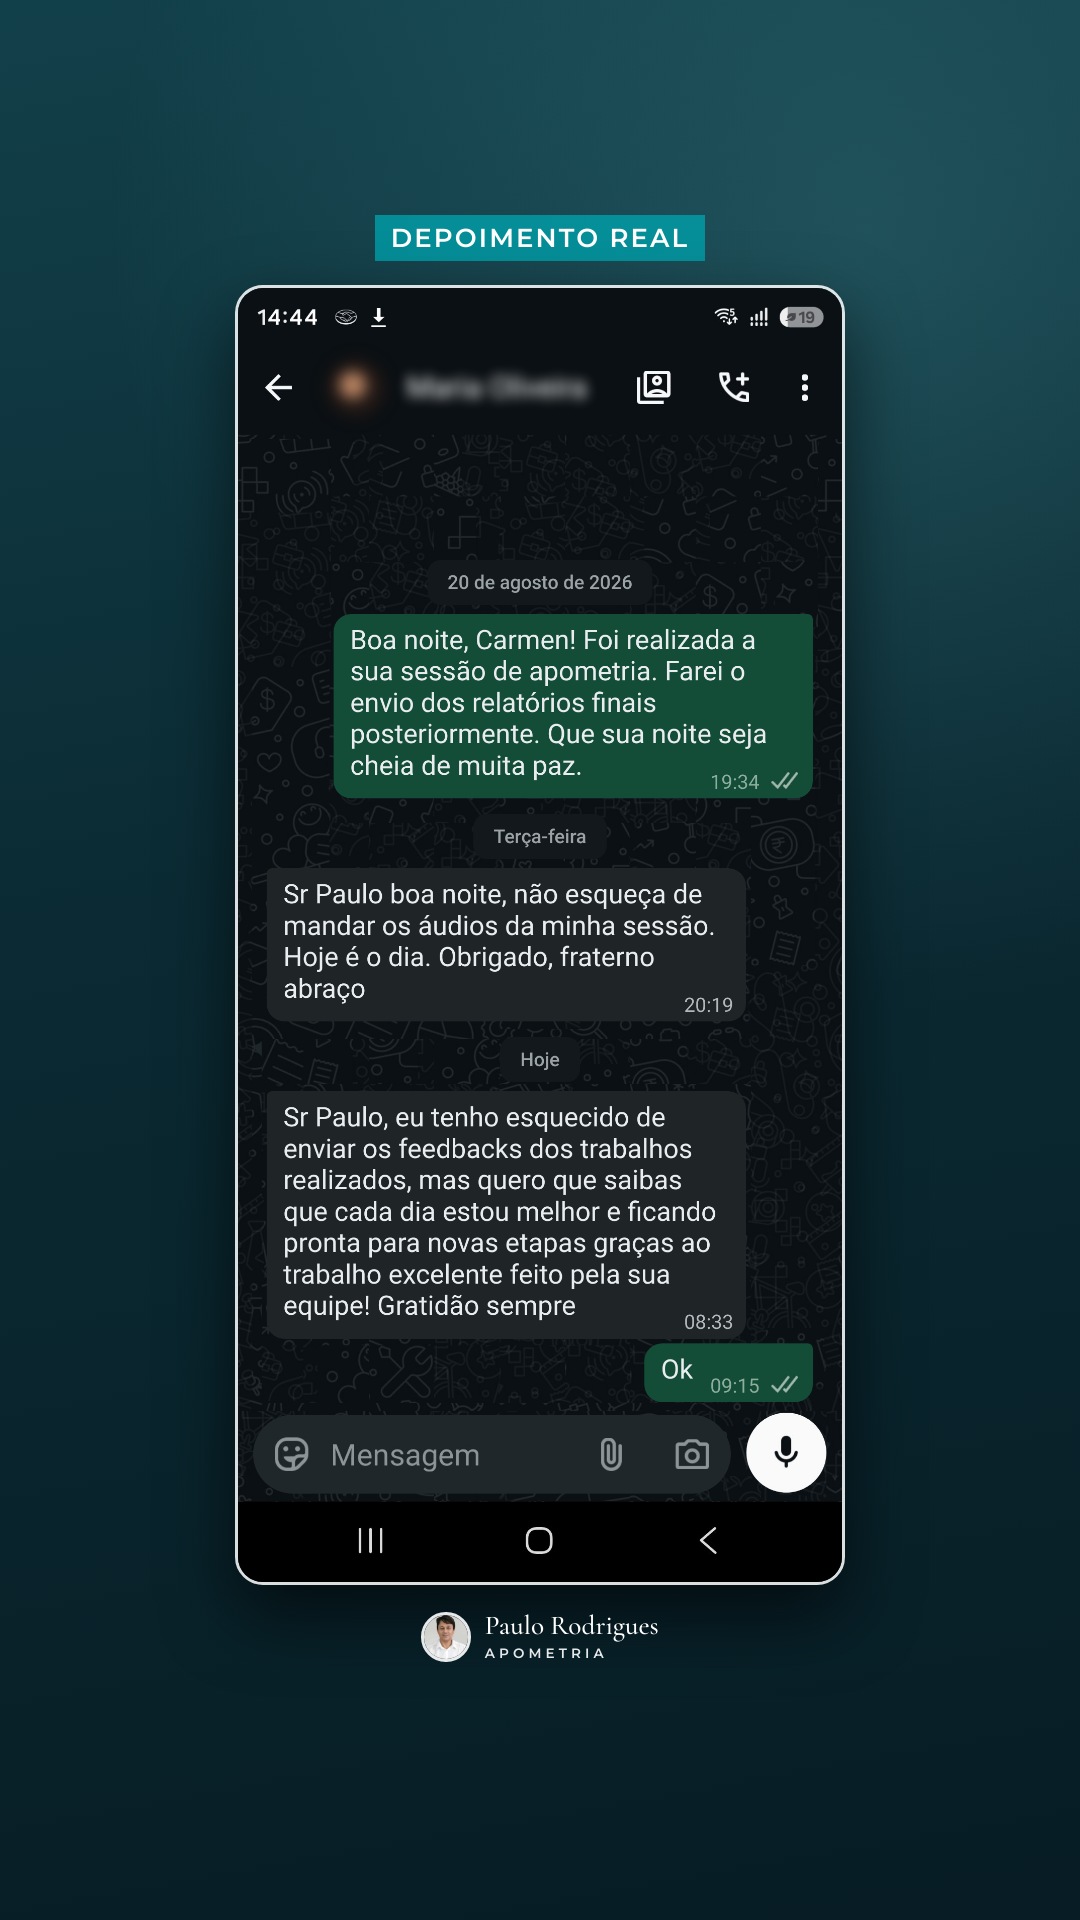 DEPOIMENTO REAL
14:44
19
20 de agosto de 2026
Boa noite, Carmen! Foi realizada a
sua sessão de apometria. Farei o
envio dos relatórios finais
posteriormente. Que sua noite seja
cheia de muita paz.
19:34
Terça-feira
Sr Paulo boa noite, não esqueça de
mandar os áudios da minha sessão.
Hoje é o dia. Obrigado, fraterno
abraço
20:19
Hoje
Sr Paulo, eu tenho esquecido de
enviar os feedbacks dos trabalhos
realizados, mas quero que saibas
que cada dia estou melhor e ficando
pronta para novas etapas graças ao
trabalho excelente feito pela sua
equipe! Gratidão sempre
08:33
Ok
09:15
Mensagem
Paulo Rodrigues
APOMETRIA